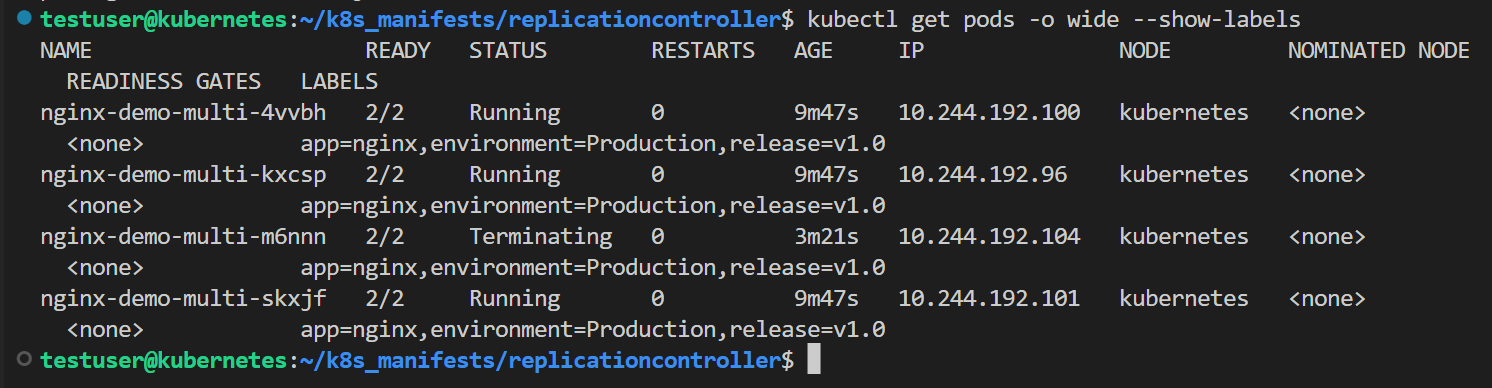 testuser@kubernetes:~/k8s_manifests/replicationcontroller$ kubectl get pods -o wide --show-labels
NAME                     READY   STATUS        RESTARTS   AGE     IP               NODE         NOMINATED NODE
  READINESS GATES   LABELS
nginx-demo-multi-4vvbh   2/2     Running       0          9m47s   10.244.192.100   kubernetes   <none>
  <none>            app=nginx,environment=Production,release=v1.0
nginx-demo-multi-kxcsp   2/2     Running       0          9m47s   10.244.192.96    kubernetes   <none>
  <none>            app=nginx,environment=Production,release=v1.0
nginx-demo-multi-m6nnn   2/2     Terminating   0          3m21s   10.244.192.104   kubernetes   <none>
  <none>            app=nginx,environment=Production,release=v1.0
nginx-demo-multi-skxjf   2/2     Running       0          9m47s   10.244.192.101   kubernetes   <none>
  <none>            app=nginx,environment=Production,release=v1.0
testuser@kubernetes:~/k8s_manifests/replicationcontroller$